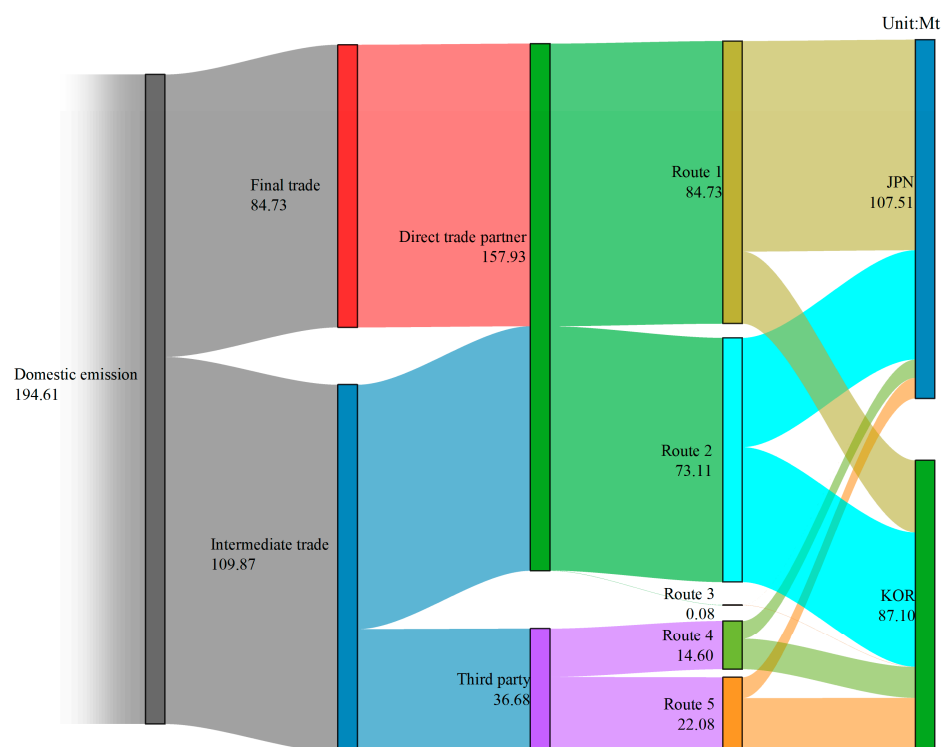 Unit:Mt
Final trade
84.73
Route 1
84.73
JPN
107.51
Direct trade partner
157.93
Domestic emission
194.61
Route 2
73.11
Intermediate trade
109.87
Route 3
0.08
KOR
87.10
Route 4
14.60
Third party
36.68
Route 5
22.08